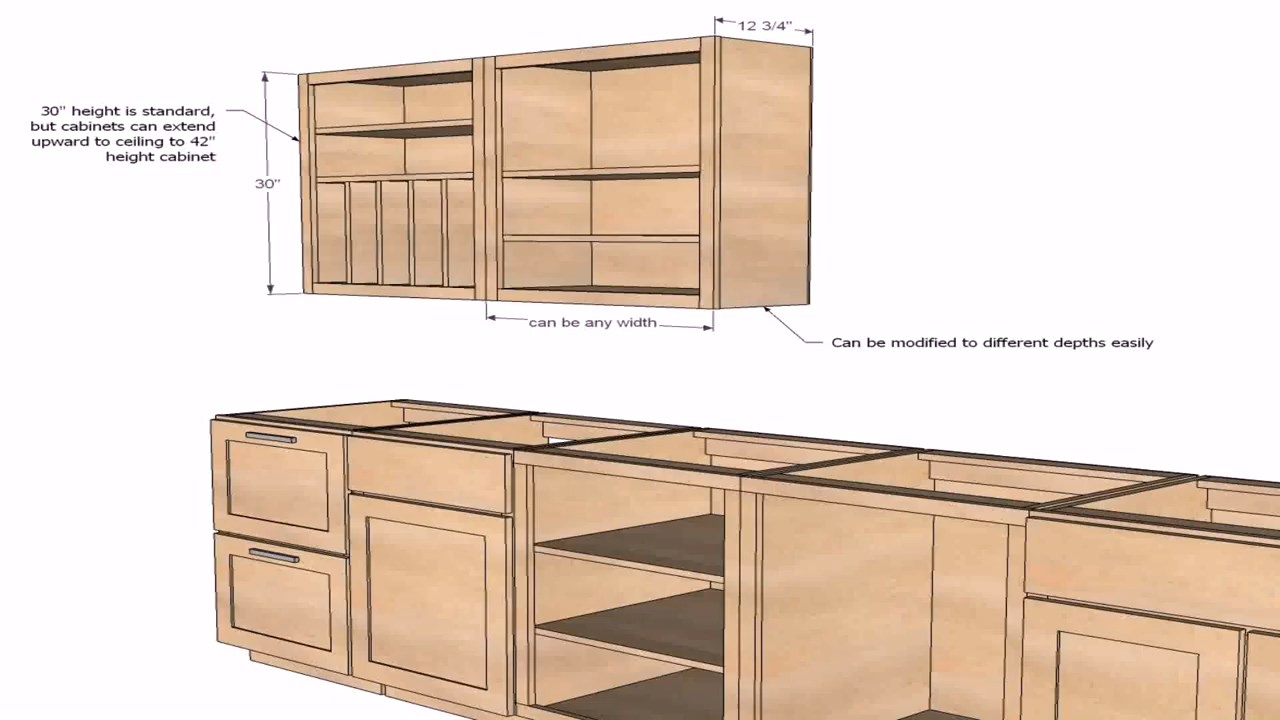 12 3/4"
30" height is standard,
but cabinets can extend
upward to ceiling to 42"
height cabinet
30"
can be any width
Can be modified to different depths easily